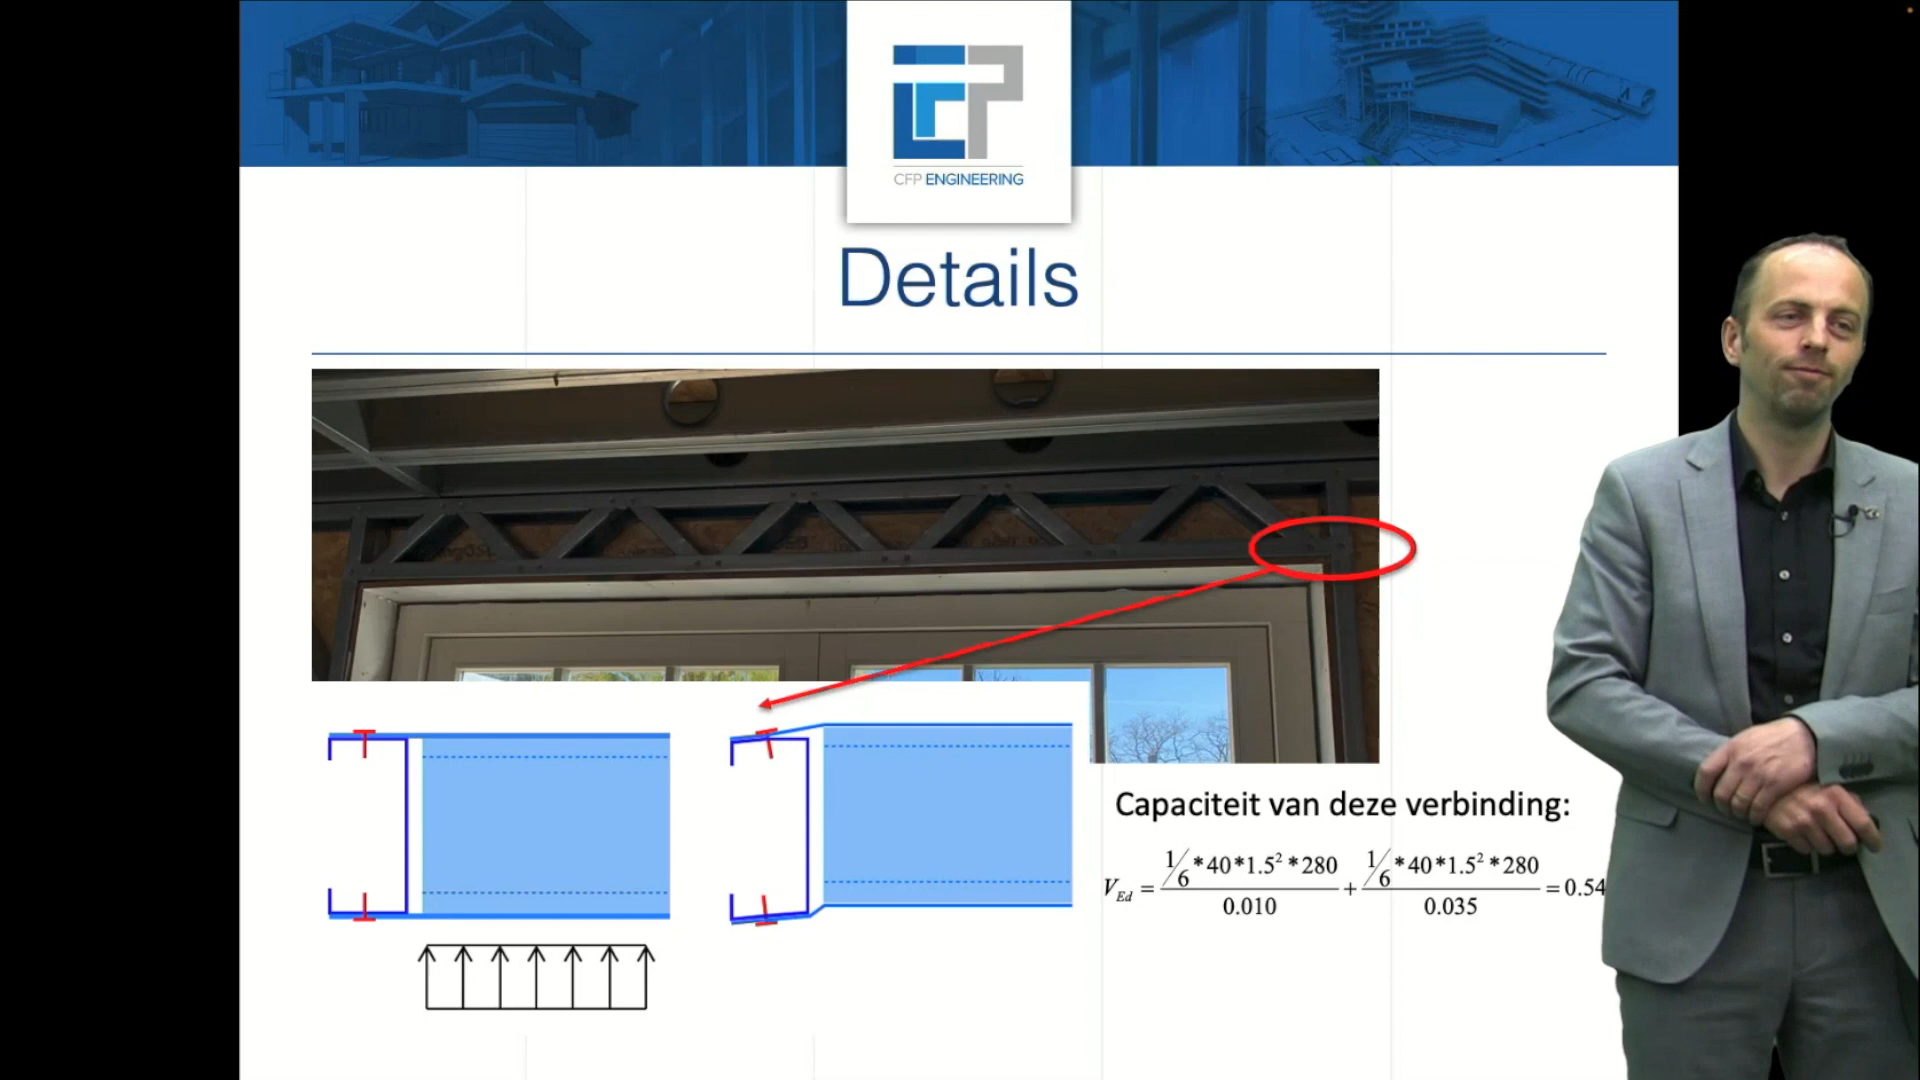 CFP ENGINEERING
Details
Capaciteit van deze verbinding:
V_Ed = (1/6 * 40 * 1.5² * 280) / 0.010 + (1/6 * 40 * 1.5² * 280) / 0.035 = 0.54